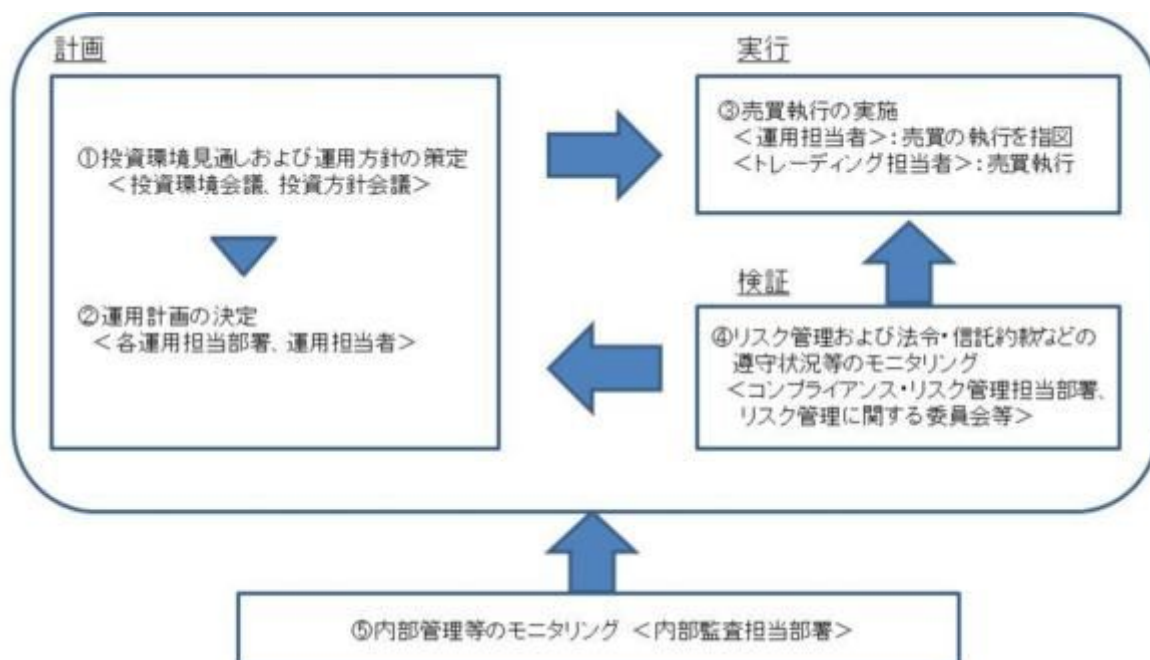 計画
①投資環境見通しおよび運用方針の策定
＜投資環境会議、投資方針会議＞
②運用計画の決定
＜各運用担当部署、運用担当者＞
実行
③売買執行の実施
＜運用担当者＞：売買の執行を指図
＜トレーディング担当者＞：売買執行
検証
④リスク管理および法令・信託約款などの
遵守状況等のモニタリング
＜コンプライアンス・リスク管理担当部署、
リスク管理に関する委員会等＞
⑤内部管理等のモニタリング ＜内部監査担当部署＞